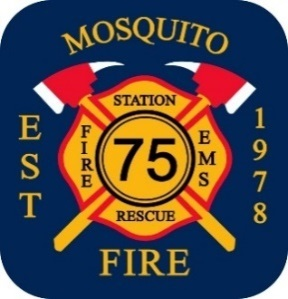 MOSQUITO
EST
1978
STATION
FIRE
75
EMS
RESCUE
FIRE